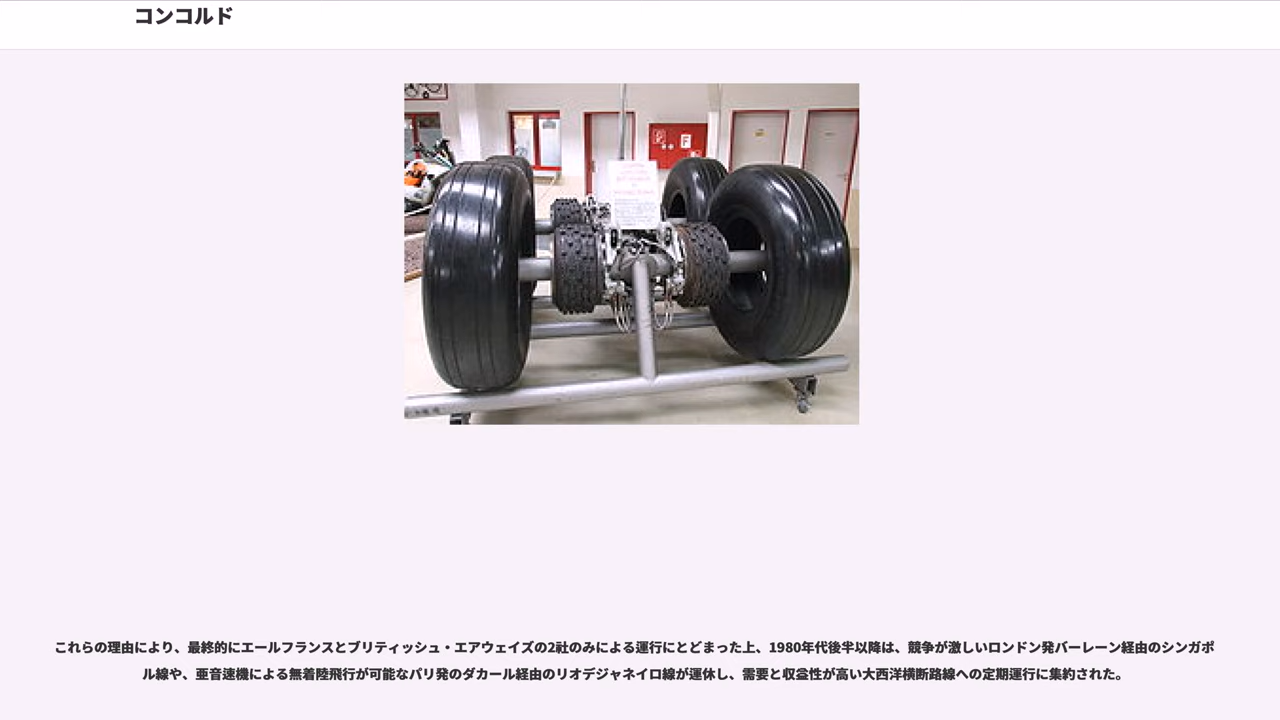 コンコルド
これらの理由により、最終的にエールフランスとブリティッシュ・エアウェイズの2社のみによる運行にとどまった上、1980年代後半以降は、競争が激しいロンドン発バーレーン経由のシンガポ
ル線や、亜音速機による無着陸飛行が可能なパリ発のダカール経由のリオデジャネイロ線が運休し、需要と収益性が高い大西洋横断路線への定期運行に集約された。